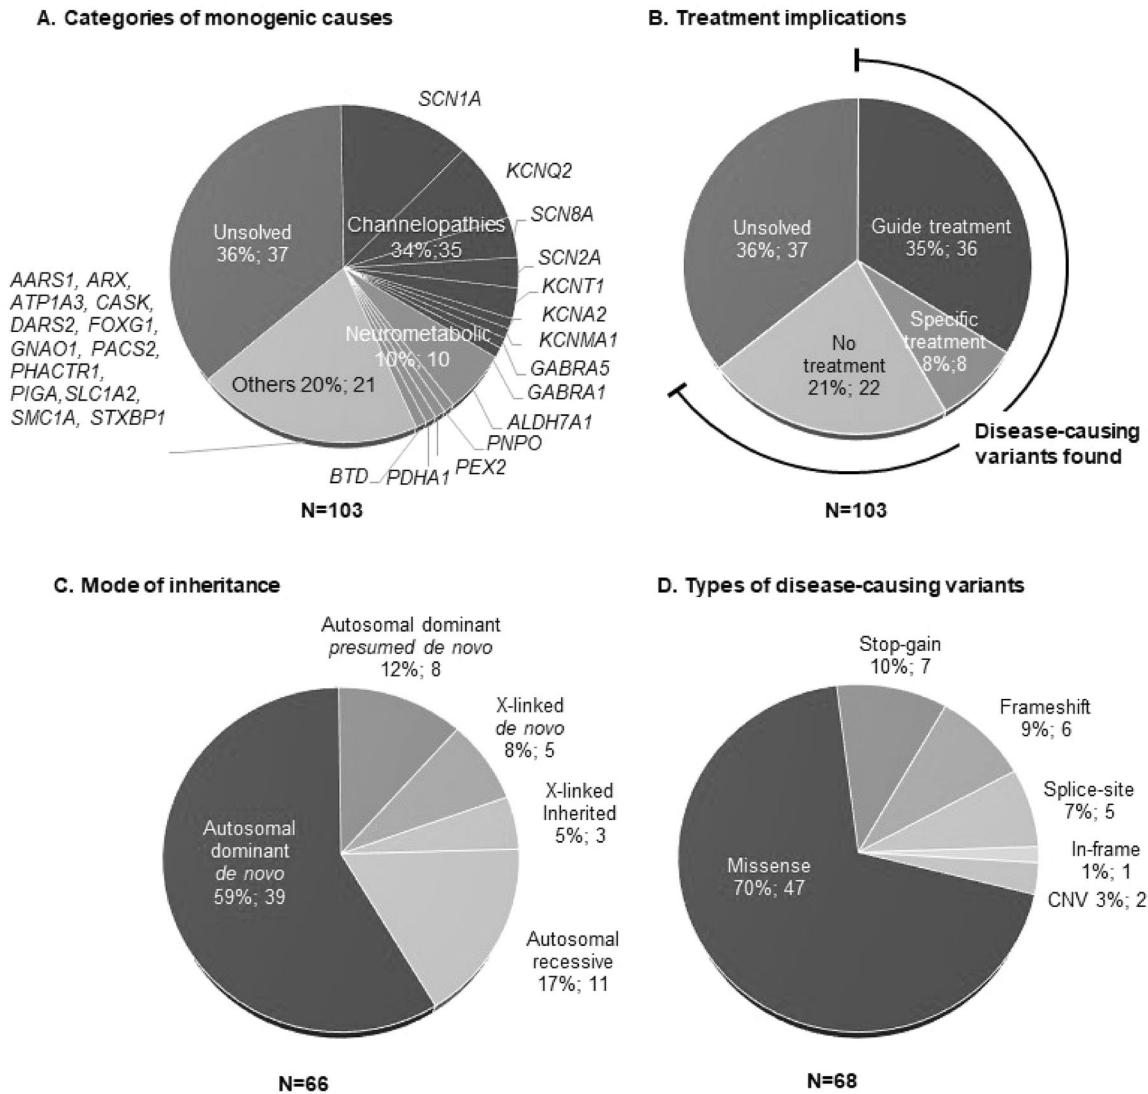 A. Categories of monogenic causes
SCN1A
KCNQ2
SCN8A
SCN2A
KCNT1
KCNA2
KCNMA1
GABRA5
GABRA1
ALDH7A1
PNPO
PEX2
PDHA1
BTD
Channelopathies
34%;35
Neurometabolic
10%; 10
Others 20%; 21
Unsolved
36%; 37
AARS1, ARX,
ATP1A3, CASK,
DARS2, FOXG1,
GNAO1, PACS2,
PHACTR1,
PIGA,SLC1A2,
SMC1A, STXBP1
N=103
B. Treatment implications
Unsolved
36%; 37
Guide treatment
35%; 36
Specific
treatment
8%;8
No
treatment
21%; 22
Disease-causing
variants found
N=103
C. Mode of inheritance
Autosomal dominant
presumed de novo
12%; 8
X-linked
de novo
8%; 5
X-linked
Inherited
5%; 3
Autosomal
dominant
de novo
59%; 39
Autosomal
recessive
17%; 11
N=66
D. Types of disease-causing variants
Stop-gain
10%; 7
Frameshift
9%; 6
Splice-site
7%; 5
In-frame
1%; 1
CNV 3%; 2
Missense
70%; 47
N=68